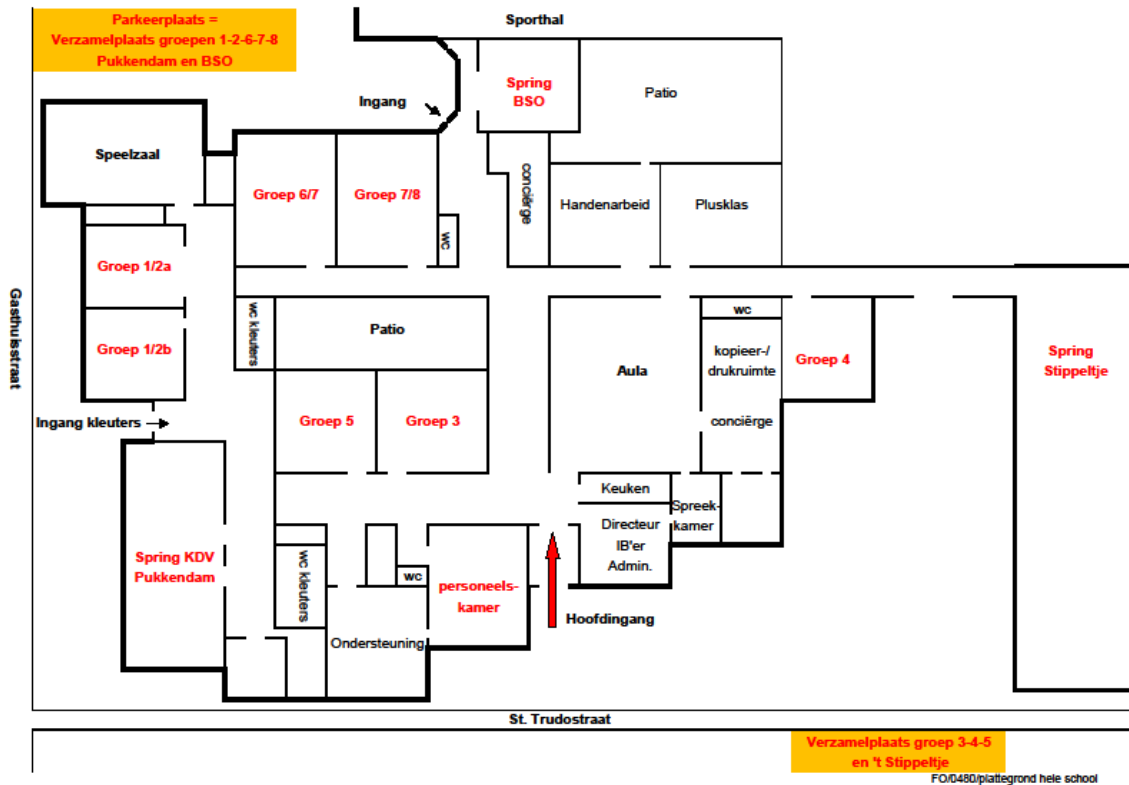 Parkeerplaats =
Verzamelplaats groepen 1-2-6-7-8
Pukkendam en BSO
Sporthal
Ingang
Spring
BSO
Patio
Speelzaal
Groep 6/7
Groep 7/8
conciërge
Handenarbeid
Plusklas
wc
Groep 1/2a
Gasthuisstraat
wc kleuters
Patio
Groep 1/2b
Aula
wc
kopieer-/
drukruimte
Groep 4
Spring
Stippeltje
Ingang kleuters
Groep 5
Groep 3
conciërge
Keuken
Spreek-
kamer
Directeur
IB'er
Admin.
Spring KDV
Pukkendam
wc kleuters
wc
personeels-
kamer
Hoofdingang
Ondersteuning
St. Trudostraat
Verzamelplaats groep 3-4-5
en 't Stippeltje
FO/0480/plattegrond hele school